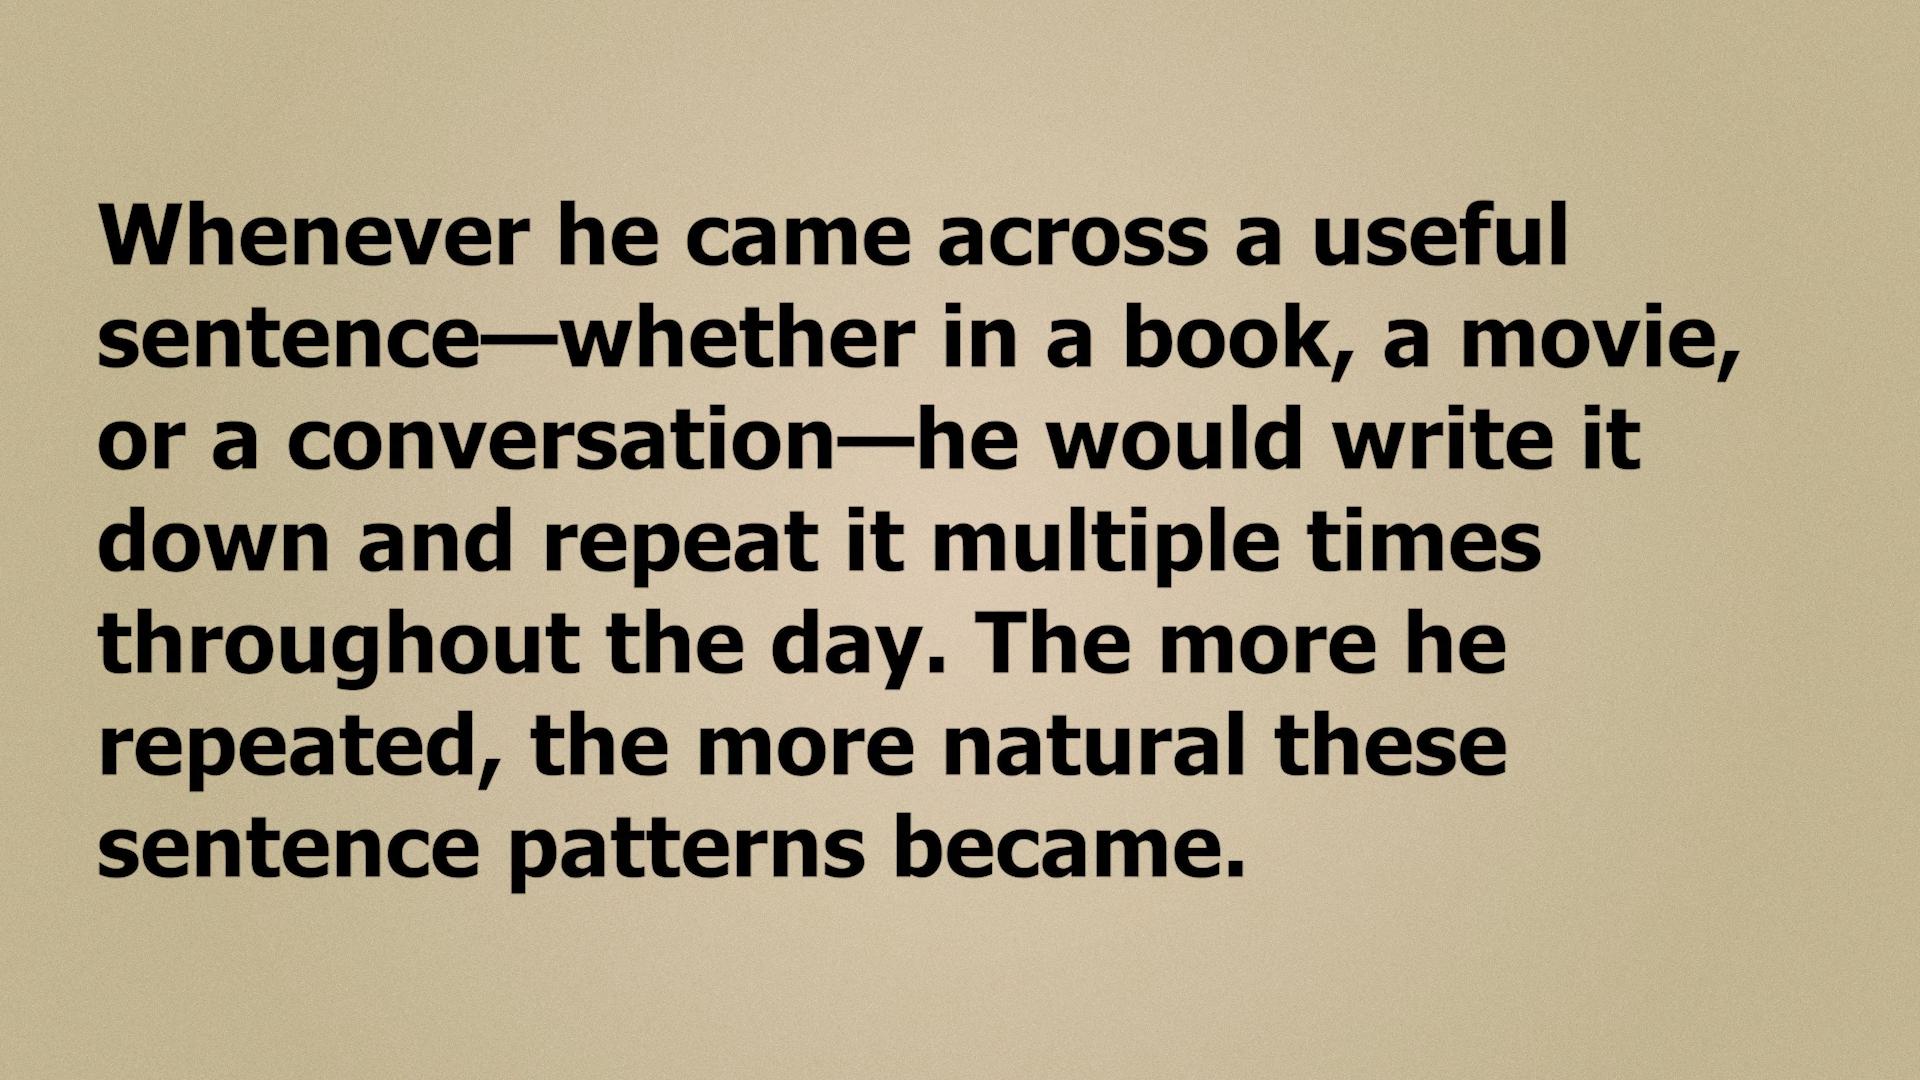 Whenever he came across a useful
sentence—whether in a book, a movie,
or a conversation—he would write it
down and repeat it multiple times
throughout the day. The more he
repeated, the more natural these
sentence patterns became.